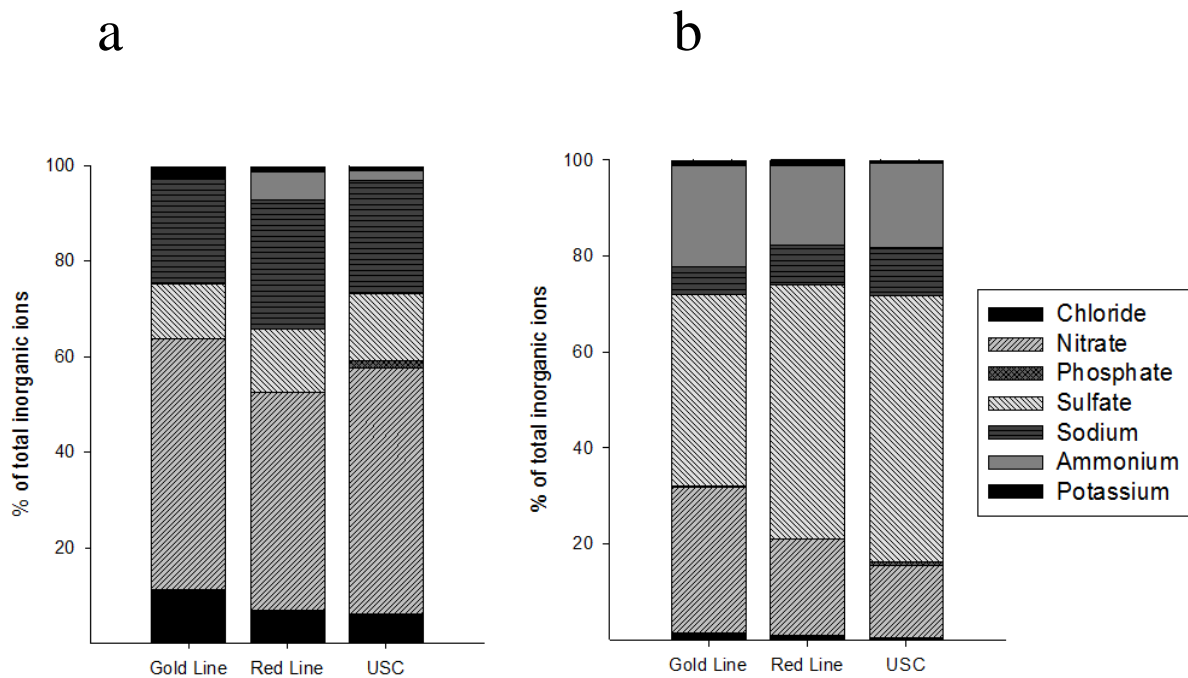 a
b
% of total inorganic ions
100
80
60
40
20
Gold Line Red Line USC
% of total inorganic ions
100
80
60
40
20
Gold Line Red Line USC
Chloride
Nitrate
Phosphate
Sulfate
Sodium
Ammonium
Potassium